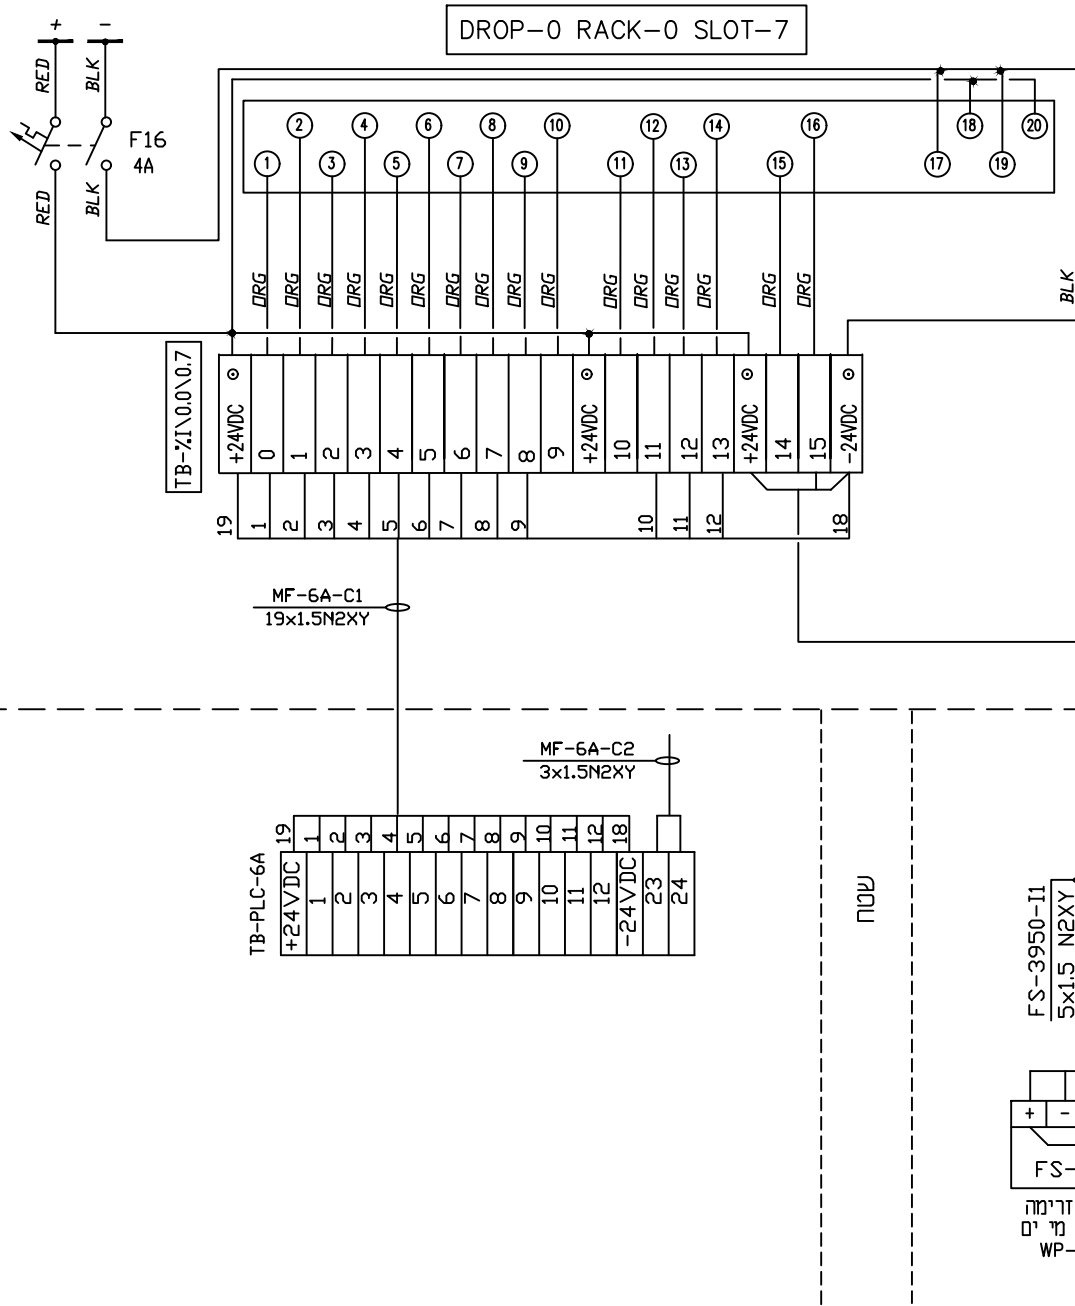 DROP-0 RACK-0 SLOT-7
+ -
RED BLK
F16
4A
RED BLK
2 4 6 8 10 12 14 16 18 20
1 3 5 7 9 11 13 15 17 19
ORG ORG ORG ORG ORG ORG ORG ORG ORG ORG ORG ORG ORG ORG ORG ORG
BLK
TB-%I\0.0\0.7
+24VDC 0 1 2 3 4 5 6 7 8 9 +24VDC 10 11 12 13 +24VDC 14 15 -24VDC
19 1 2 3 4 5 6 7 8 9 10 11 12 18
MF-6A-C1
19x1.5N2XY
MF-6A-C2
3x1.5N2XY
TB-PLC-6A
19 1 2 3 4 5 6 7 8 9 10 11 12 18
+24VDC 1 2 3 4 5 6 7 8 9 10 11 12 -24VDC 23 24
שטח
FS-3950-I1
5x1.5 N2XY
+ -
FS-
זרימה
מי ים
WP-